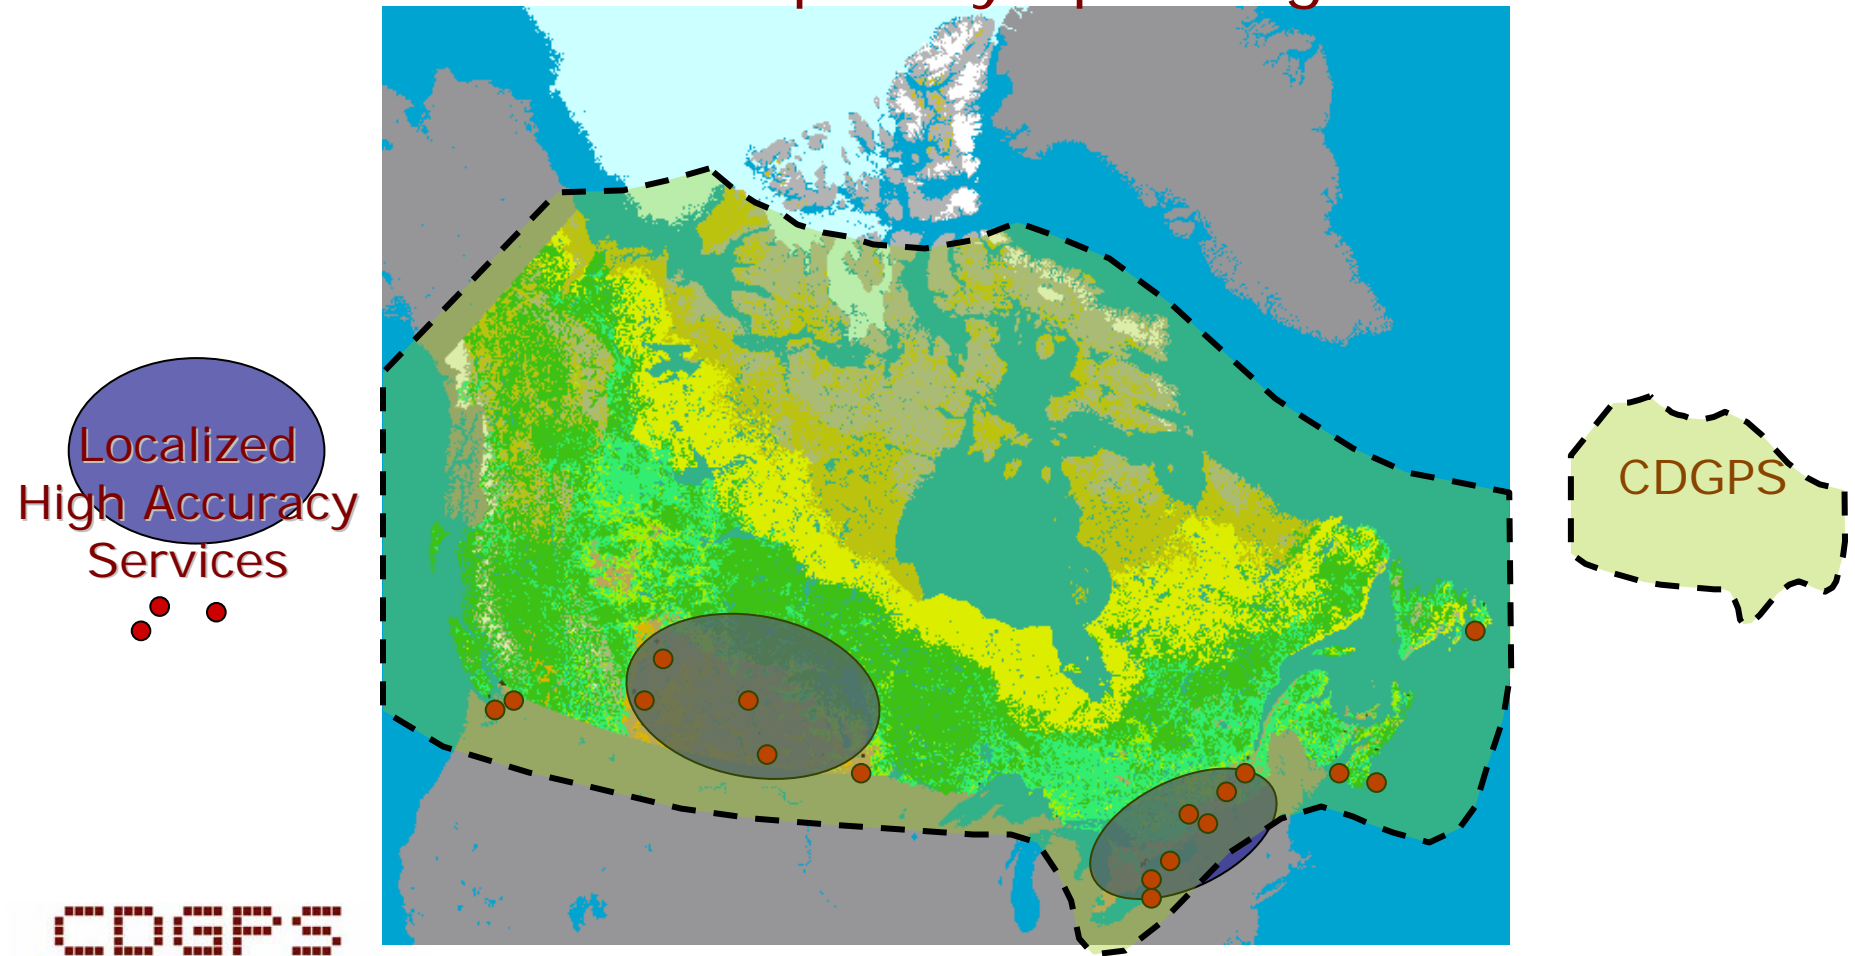 Localized
High Accuracy
Services
CDGPS
CDGPS